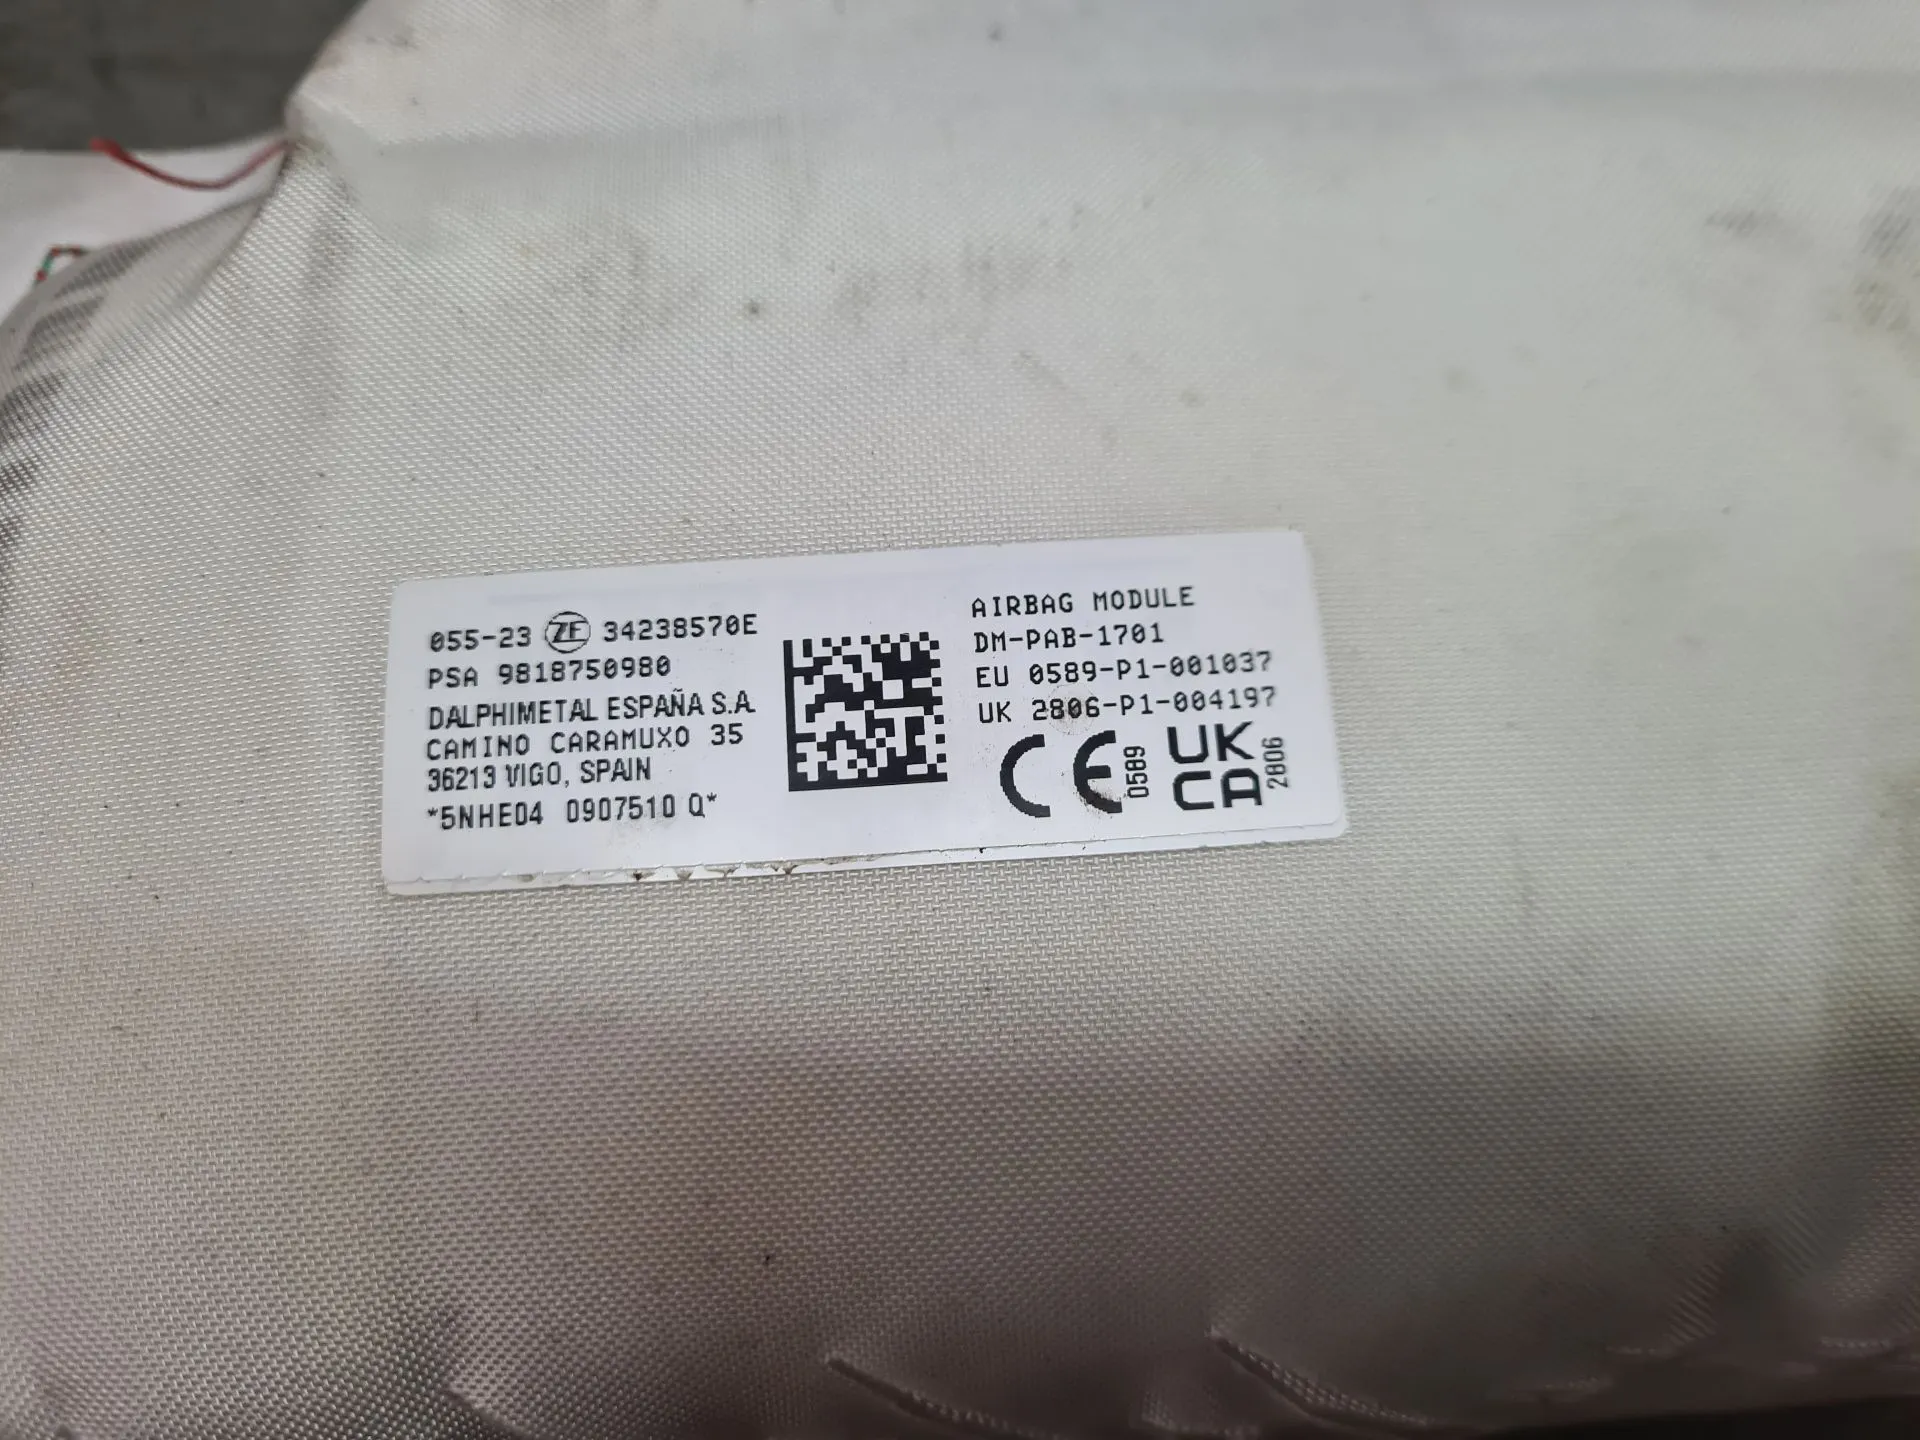 055-23 ZF 34238570E
PSA 9818750980
DALPHIMETAL ESPAÑA S.A.
CAMINO CARAMUXO 35
36213 VIGO, SPAIN
*5NHE04 0907510 Q*
AIRBAG MODULE
DM-PAB-1701
EU 0589-P1-001037
UK 2806-P1-004197
CE 0589
UK
CA 2806